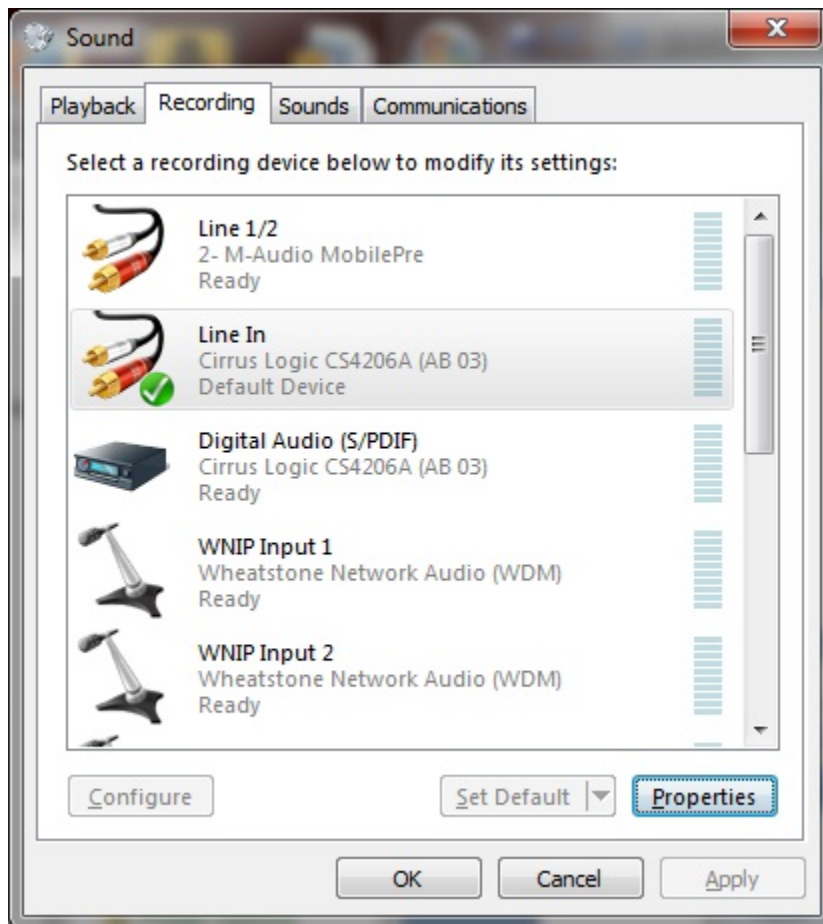 Sound
Playback Recording Sounds Communications
Select a recording device below to modify its settings:
Line 1/2
2- M-Audio MobilePre
Ready
Line In
Cirrus Logic CS4206A (AB 03)
Default Device
Digital Audio (S/PDIF)
Cirrus Logic CS4206A (AB 03)
Ready
WNIP Input 1
Wheatstone Network Audio (WDM)
Ready
WNIP Input 2
Wheatstone Network Audio (WDM)
Ready
Configure Set Default Properties
OK Cancel Apply